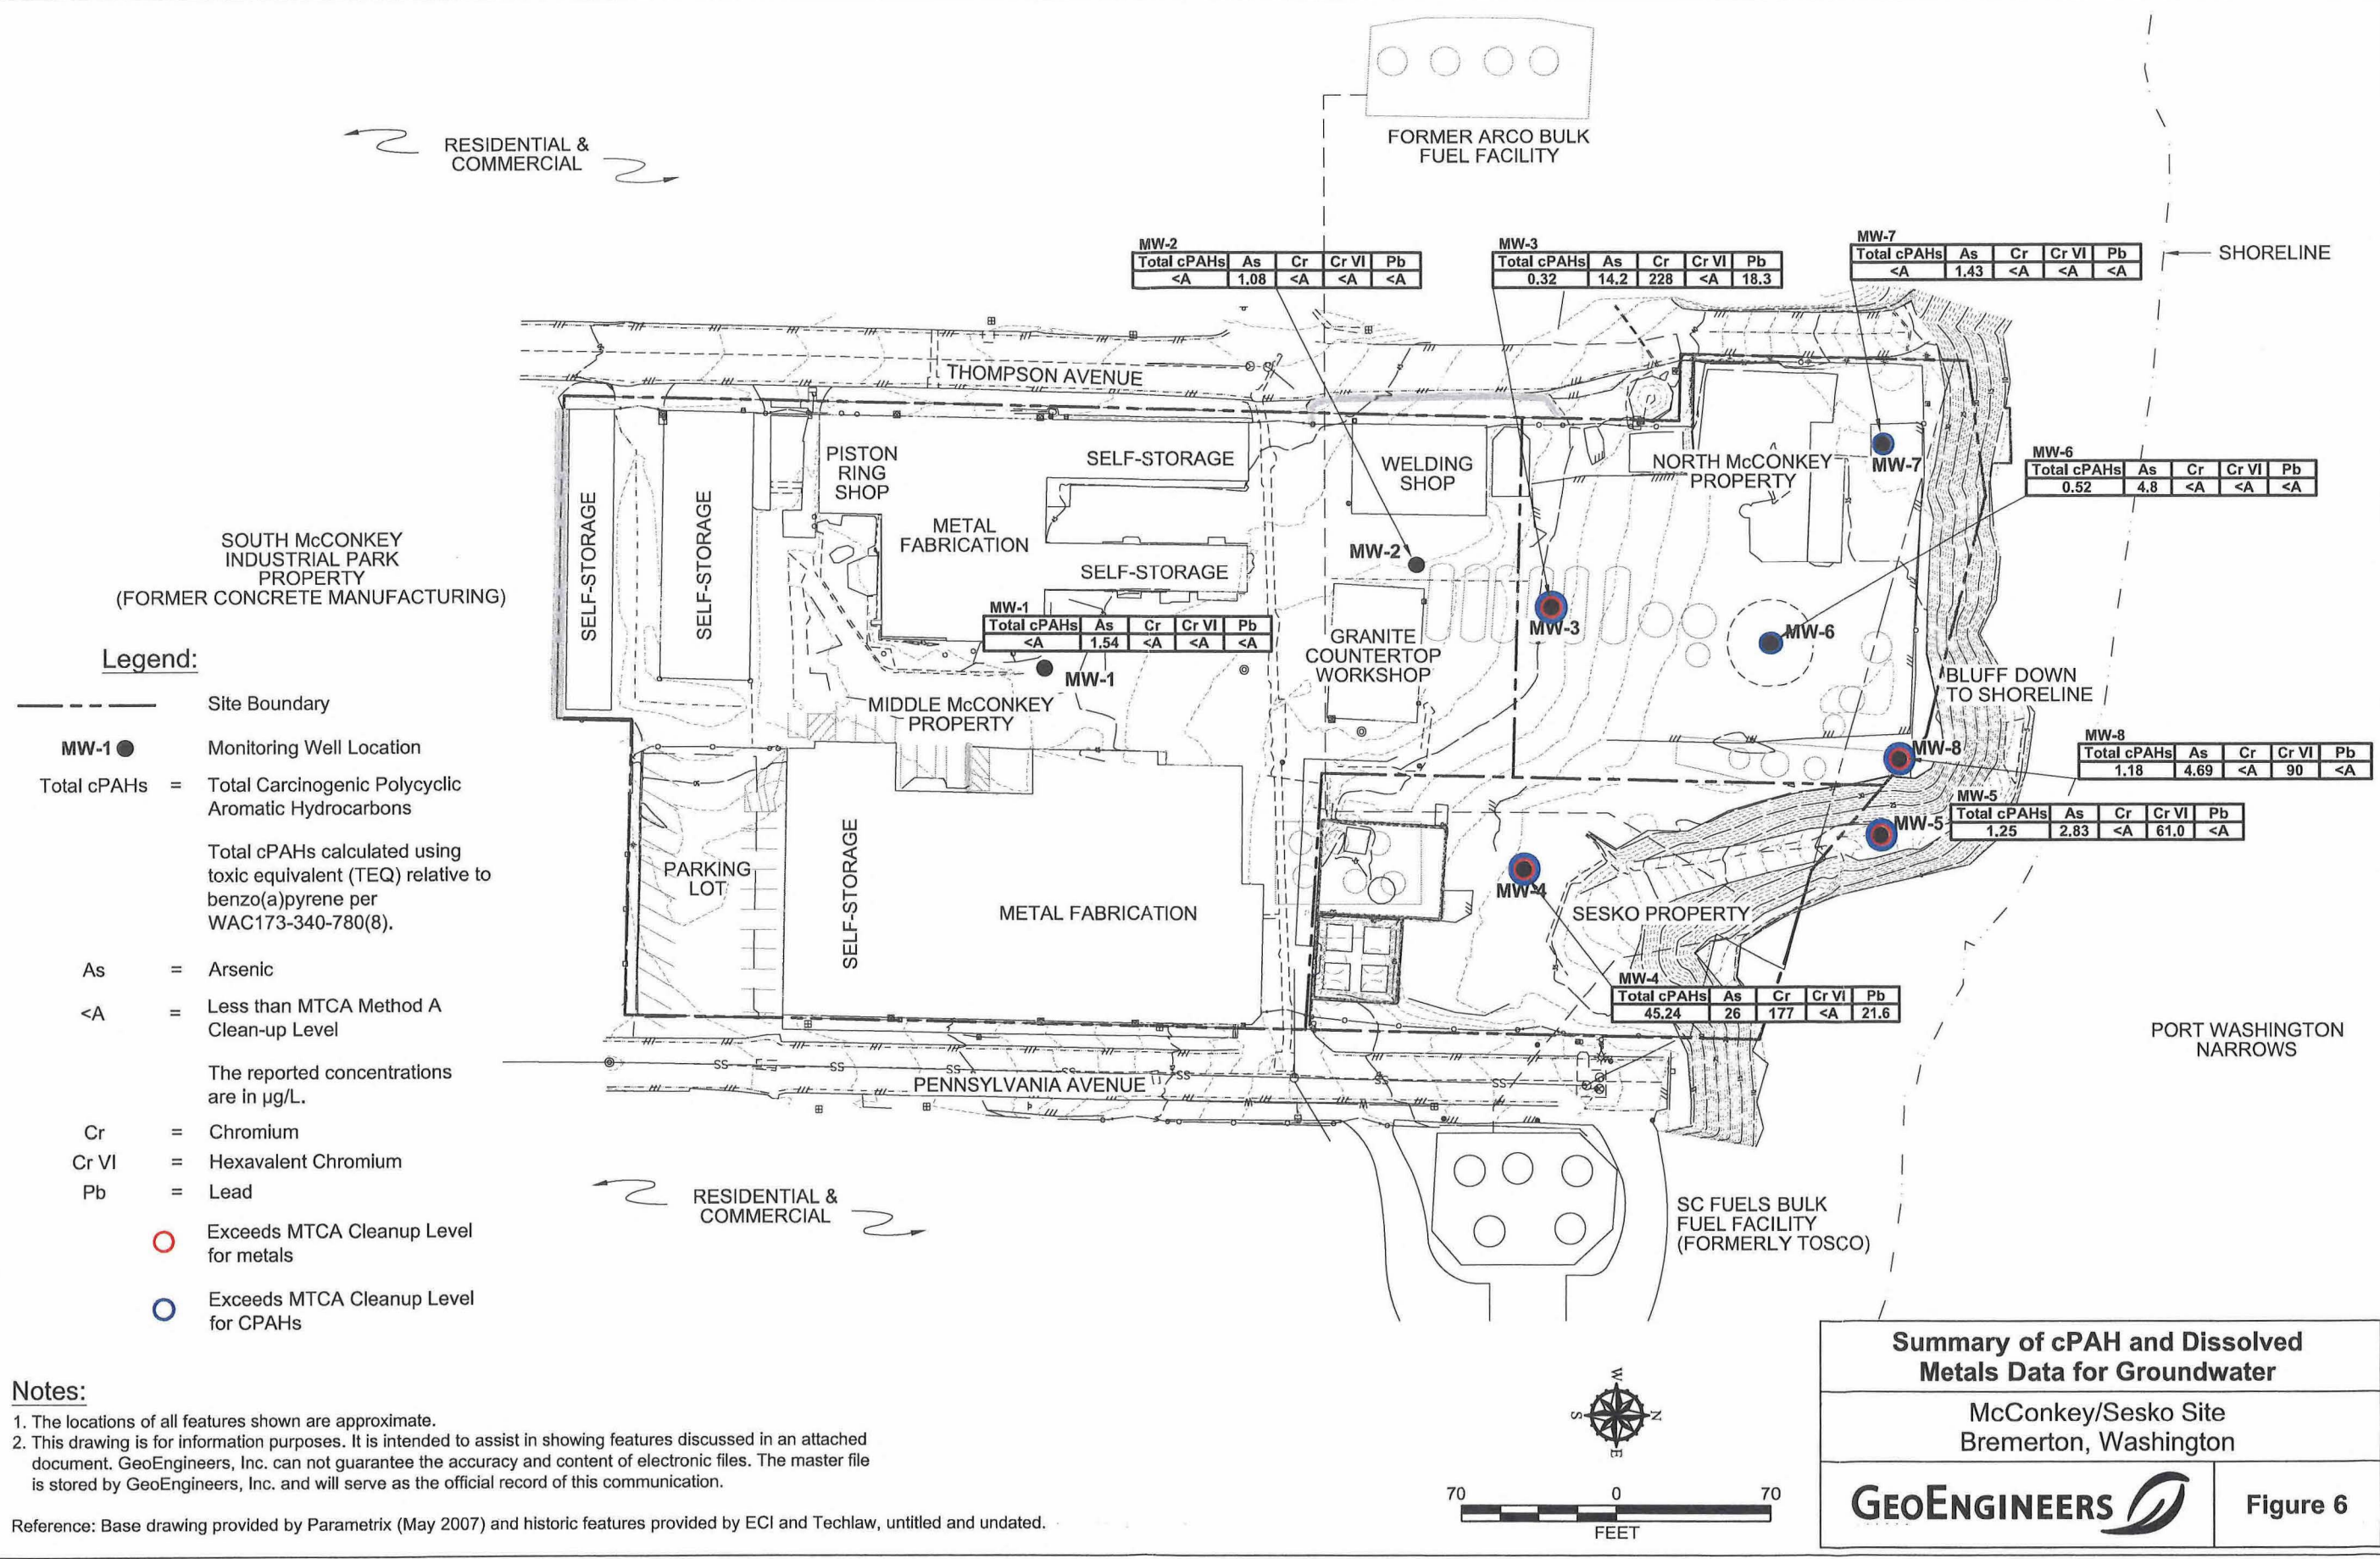 FORMER ARCO BULK
FUEL FACILITY
RESIDENTIAL &
COMMERCIAL
MW-2
Total cPAHs As Cr Cr VI Pb
<A 1.08 <A <A <A
MW-3
Total cPAHs As Cr Cr VI Pb
0.32 14.2 228 <A 18.3
MW-7
Total cPAHs As Cr Cr VI Pb
<A 1.43 <A <A <A
SHORELINE
THOMPSON AVENUE
PISTON
RING
SHOP
SELF-STORAGE
WELDING
SHOP
NORTH McCONKEY
PROPERTY
MW-7
MW-6
Total cPAHs As Cr Cr VI Pb
0.52 4.8 <A <A <A
SELF-STORAGE
SELF-STORAGE
METAL
FABRICATION
SELF-STORAGE
MW-2
MW-3
MW-6
SOUTH McCONKEY
INDUSTRIAL PARK
PROPERTY
(FORMER CONCRETE MANUFACTURING)
MW-1
Total cPAHs As Cr Cr VI Pb
<A 1.54 <A <A <A
MW-1
GRANITE
COUNTERTOP
WORKSHOP
MIDDLE McCONKEY
PROPERTY
BLUFF DOWN
TO SHORELINE
MW-8
MW-8
Total cPAHs As Cr Cr VI Pb
1.18 4.69 <A 90 <A
MW-5
MW-5
Total cPAHs As Cr Cr VI Pb
1.25 2.83 <A 61.0 <A
PARKING
LOT
SELF-STORAGE
METAL FABRICATION
MW-4
SESKO PROPERTY
MW-4
Total cPAHs As Cr Cr VI Pb
45.24 26 177 <A 21.6
PORT WASHINGTON
NARROWS
SS SS SS SS SS SS
PENNSYLVANIA AVENUE
RESIDENTIAL &
COMMERCIAL
SC FUELS BULK
FUEL FACILITY
(FORMERLY TOSCO)
Legend:
Site Boundary
MW-1 Monitoring Well Location
Total cPAHs = Total Carcinogenic Polycyclic
Aromatic Hydrocarbons
Total cPAHs calculated using
toxic equivalent (TEQ) relative to
benzo(a)pyrene per
WAC173-340-780(8).
As = Arsenic
<A = Less than MTCA Method A
Clean-up Level
The reported concentrations
are in µg/L.
Cr = Chromium
Cr VI = Hexavalent Chromium
Pb = Lead
Exceeds MTCA Cleanup Level
for metals
Exceeds MTCA Cleanup Level
for CPAHs
Notes:
1. The locations of all features shown are approximate.
2. This drawing is for information purposes. It is intended to assist in showing features discussed in an attached
document. GeoEngineers, Inc. can not guarantee the accuracy and content of electronic files. The master file
is stored by GeoEngineers, Inc. and will serve as the official record of this communication.
Reference: Base drawing provided by Parametrix (May 2007) and historic features provided by ECI and Techlaw, untitled and undated.
W
S N
E
70 0 70
FEET
Summary of cPAH and Dissolved
Metals Data for Groundwater
McConkey/Sesko Site
Bremerton, Washington
GEOENGINEERS
Figure 6